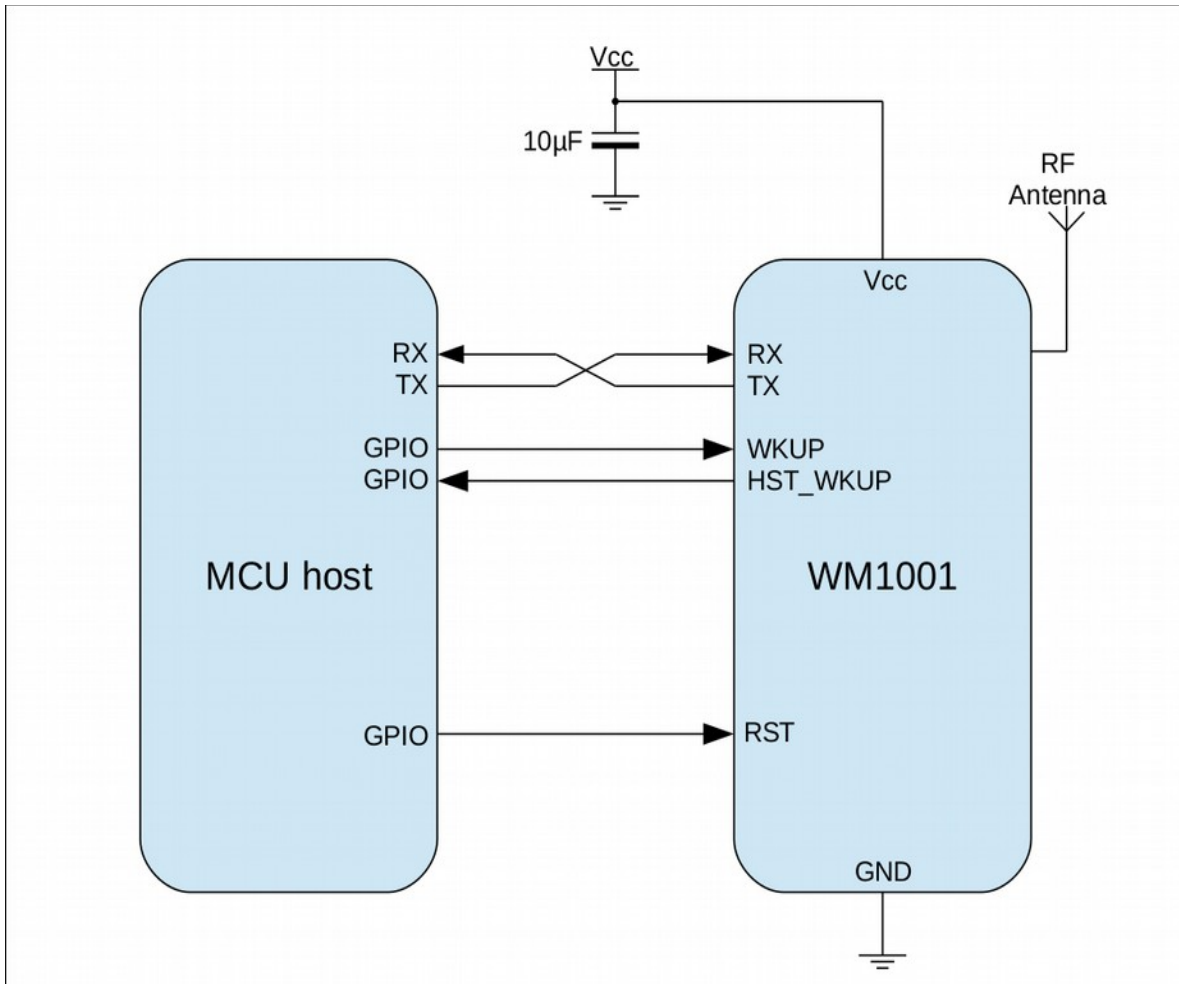 Vcc
10µF
RF
Antenna
Vcc
RX
TX
GPIO
GPIO
MCU host
GPIO
RX
TX
WKUP
HST_WKUP
WM1001
RST
GND